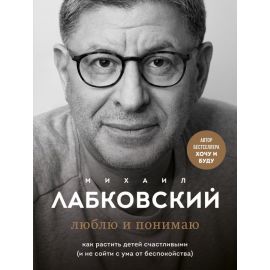 АВТОР
БЕСТСЕЛЛЕРА
ХОЧУ И
БУДУ
МИХАИЛ
ЛАБКОВСКИЙ
люблю и понимаю
как растить детей счастливыми
(и не сойти с ума от беспокойства)